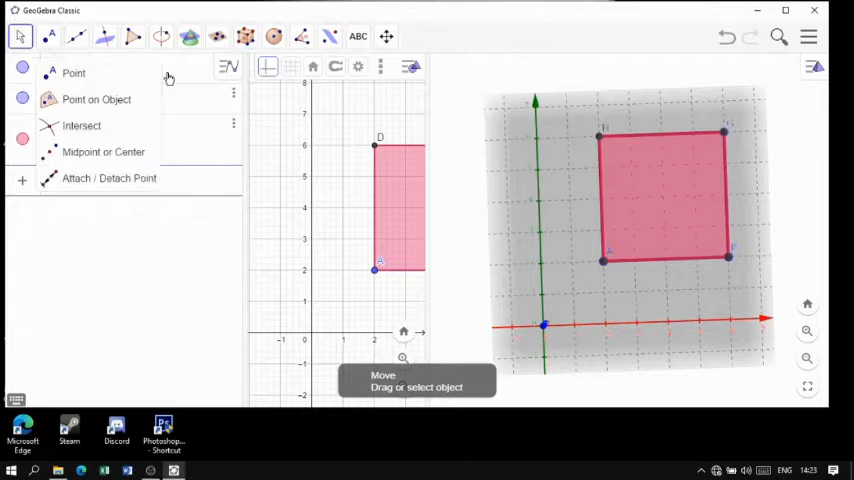 GeoGebra Classic
ABC
Point
Point on Object
Intersect
Midpoint or Center
Attach / Detach Point
8
7
6
5
4
3
2
1
0
−1
−2
−1
0
1
2
D
A
H
G
A
F
Move
Drag or select object
Microsoft Edge
Steam
Discord
Photoshop... - Shortcut
ENG
14:23